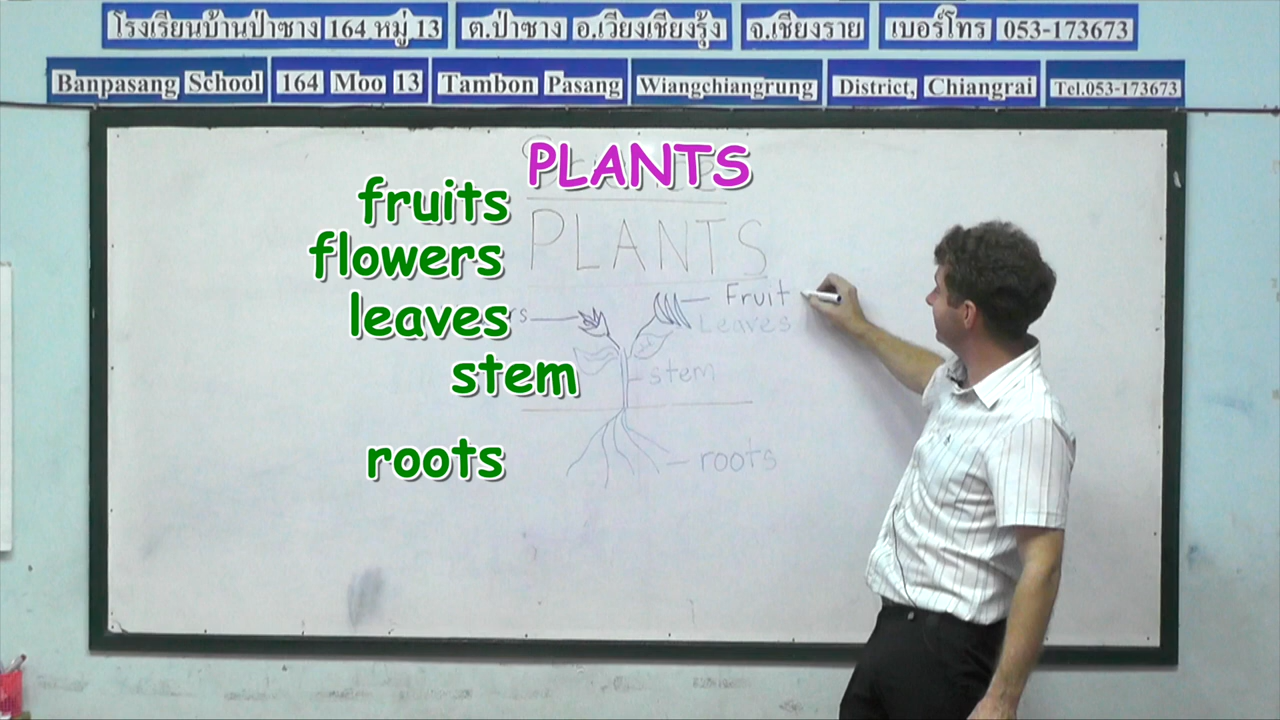 โรงเรียนบ้านป่าซาง 164 หมู่ 13 ต.ป่าซาง อ.เวียงเชียงรุ้ง จ.เชียงราย เบอร์โทร 053-173673
Banpasang School 164 Moo 13 Tambon Pasang Wiangchiangrung District, Chiangrai Tel.053-173673
PLANTS
fruits
PLANTS
flowers
Fruit
leaves
rs
Leaves
stem
stem
roots
roots